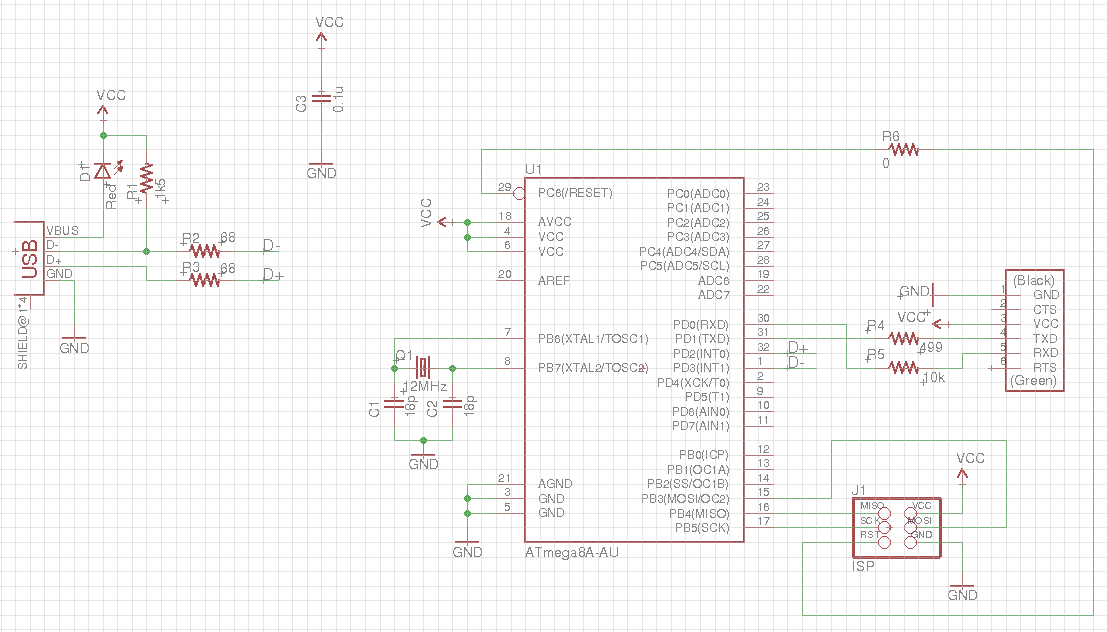 VCC
C3
0.1u
GND
VCC
D1
Red
R1
1k5
USB
VBUS
D-
D+
GND
SHIELD@1*4
GND
R2
68
D-
R3
68
D+
R6
0
U1
29
PC6(/RESET)
VCC
18
AVCC
4
VCC
6
VCC
20
AREF
7
PB6(XTAL1/TOSC1)
8
PB7(XTAL2/TOSC2)
21
AGND
3
GND
5
GND
GND
ATmega8A-AU
Q1
12MHz
C1
18p
C2
18p
GND
PC0(ADC0)
23
PC1(ADC1)
24
PC2(ADC2)
25
PC3(ADC3)
26
PC4(ADC4/SDA)
27
PC5(ADC5/SCL)
28
ADC6
19
ADC7
22
PD0(RXD)
30
PD1(TXD)
31
PD2(INT0)
32
D+
PD3(INT1)
1
D-
PD4(XCK/T0)
2
PD5(T1)
9
PD6(AIN0)
10
PD7(AIN1)
11
PB0(ICP)
12
PB1(OC1A)
13
PB2(SS/OC1B)
14
PB3(MOSI/OC2)
15
PB4(MISO)
16
PB5(SCK)
17
GND
VCC
R4
499
R5
10k
(Black)
1
GND
2
CTS
3
VCC
4
TXD
5
RXD
6
RTS
(Green)
VCC
J1
MISO
VCC
SCK
MOSI
RST
GND
ISP
GND